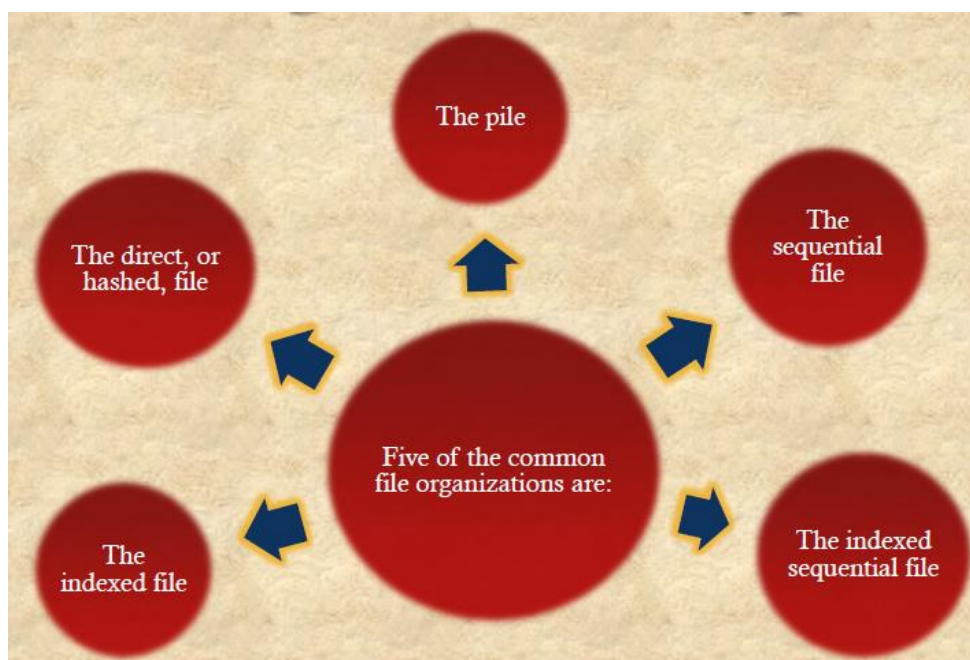 The pile
The
sequential
file
The indexed
sequential file
The
indexed file
The direct, or
hashed, file
Five of the common
file organizations are: